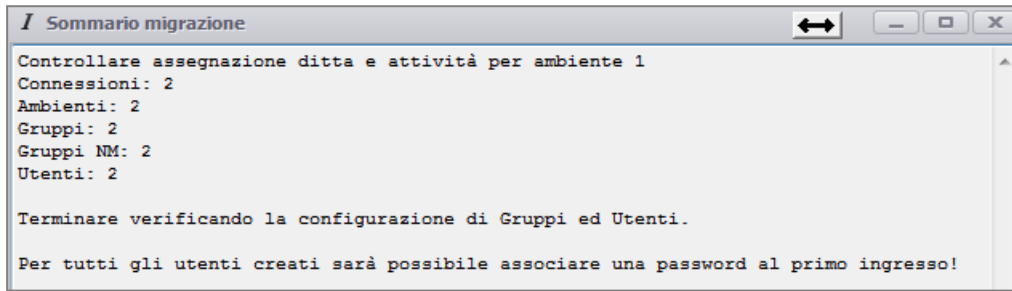 I Sommario migrazione
Controllare assegnazione ditta e attività per ambiente 1
Connessioni: 2
Ambienti: 2
Gruppi: 2
Gruppi NM: 2
Utenti: 2
Terminare verificando la configurazione di Gruppi ed Utenti.
Per tutti gli utenti creati sarà possibile associare una password al primo ingresso!